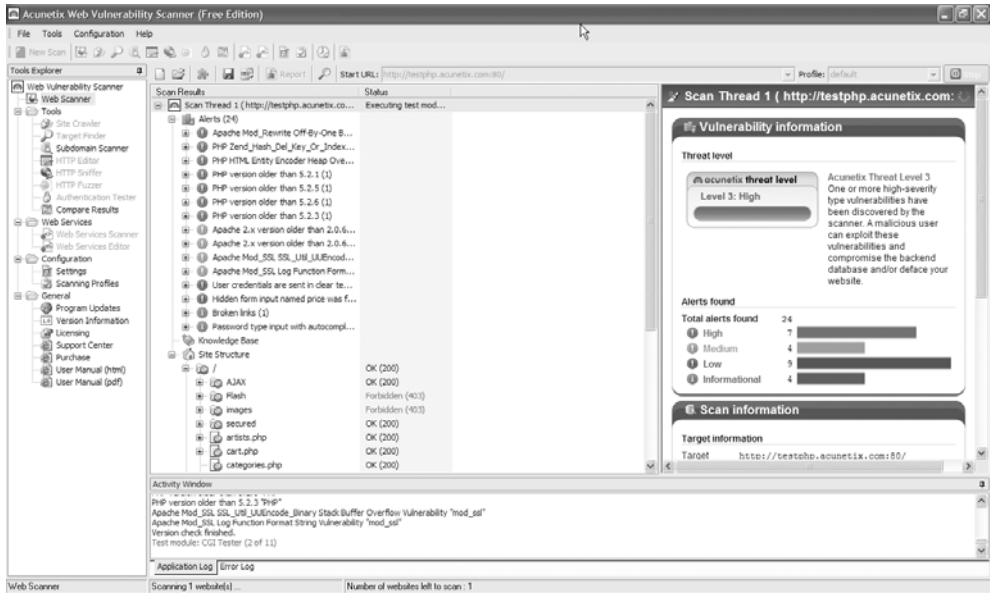 Acunetix Web Vulnerability Scanner (Free Edition)
File Tools Configuration Help
New Scan
Tools Explorer
Web Vulnerability Scanner
Web Scanner
Tools
Site Crawler
Target Finder
Subdomain Scanner
HTTP Editor
HTTP Sniffer
HTTP Fuzzer
Authentication Tester
Compare Results
Web Services
Web Services Scanner
Web Services Editor
Configuration
Settings
Scanning Profiles
General
Program Updates
Version Information
Licensing
Support Center
Purchase
User Manual (html)
User Manual (pdf)
Report Start URL: http://testphp.acunetix.com:80/ Profile: default Stop
Scan Results Status
Scan Thread 1 ( http://testphp.acunetix.co... Executing test mod...
Alerts (24)
Apache Mod_Rewrite Off-By-One B...
PHP Zend_Hash_Del_Key_Or_Index...
PHP HTML Entity Encoder Heap Ove...
PHP version older than 5.2.1 (1)
PHP version older than 5.2.5 (1)
PHP version older than 5.2.6 (1)
PHP version older than 5.2.3 (1)
Apache 2.x version older than 2.0.6...
Apache 2.x version older than 2.0.6...
Apache Mod_SSL SSL_Util_UUEncod...
Apache Mod_SSL Log Function Form...
User credentials are sent in clear te...
Hidden form input named price was f...
Broken links (1)
Password type input with autocompl...
Knowledge Base
Site Structure
/ OK (200)
AJAX OK (200)
Flash Forbidden (403)
images Forbidden (403)
secured OK (200)
artists.php OK (200)
cart.php OK (200)
categories.php OK (200)
Scan Thread 1 ( http://testphp.acunetix.com:
Vulnerability information
Threat level
acunetix threat level
Level 3: High
Acunetix Threat Level 3
One or more high-severity
type vulnerabilities have
been discovered by the
scanner. A malicious user
can exploit these
vulnerabilities and
compromise the backend
database and/or deface your
website.
Alerts found
Total alerts found 24
High 7
Medium 4
Low 9
Informational 4
Scan information
Target information
Target http://testphp.acunetix.com:80/
Activity Window
PHP version older than 5.2.3 "PHP"
Apache Mod_SSL SSL_Util_UUEncode_Binary Stack Buffer Overflow Vulnerability "mod_ssl"
Apache Mod_SSL Log Function Format String Vulnerability "mod_ssl"
Version check finished.
Test module: CGI Tester (2 of 11)
Application Log Error Log
Web Scanner Scanning 1 website(s) ... Number of websites left to scan : 1